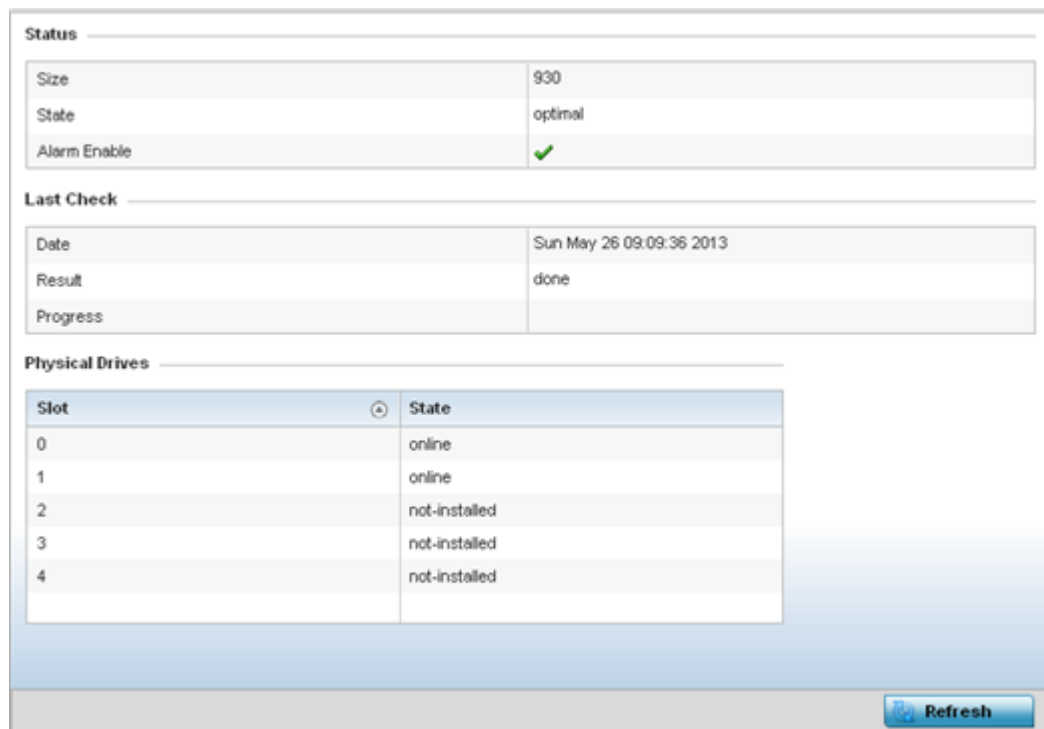 Status
Size 930
State optimal
Alarm Enable
Last Check
Date Sun May 26 09:09:36 2013
Result done
Progress
Physical Drives
Slot State
0 online
1 online
2 not-installed
3 not-installed
4 not-installed
Refresh